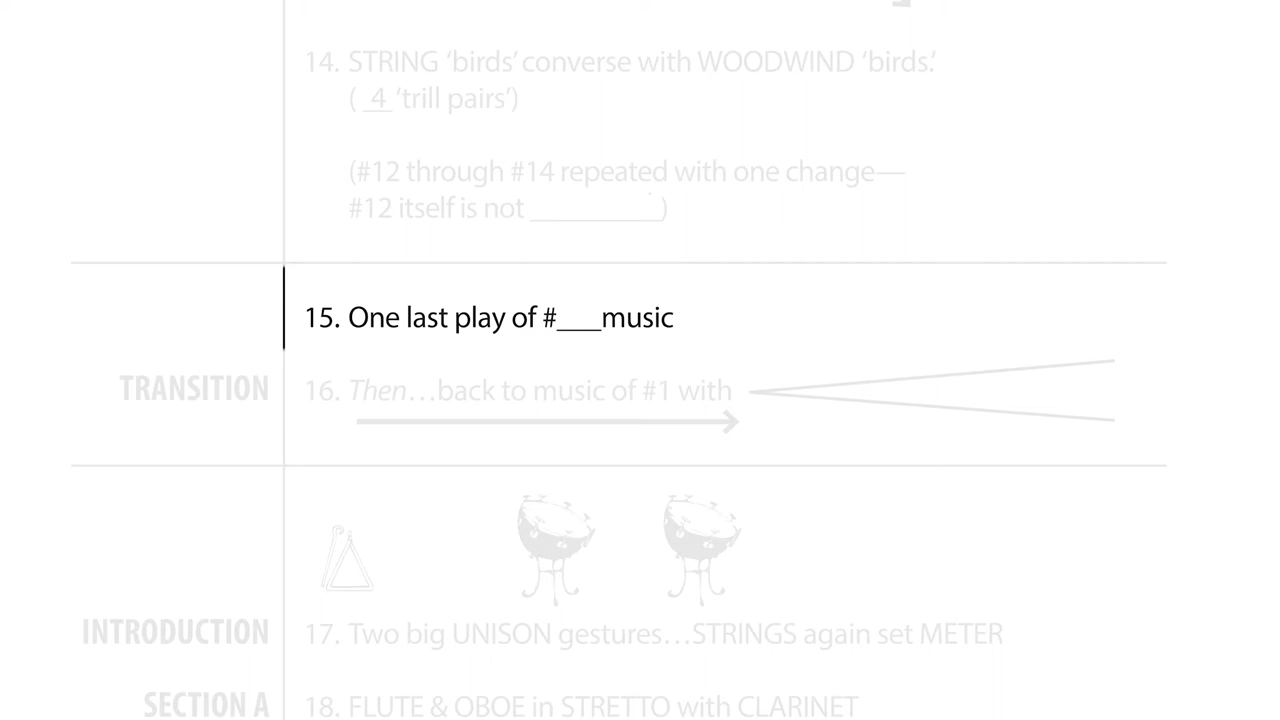 14. STRING ‘birds’ converse with WOODWIND ‘birds.’
( 4 ‘trill pairs’)
(#12 through #14 repeated with one change—
#12 itself is not __________)
15. One last play of #___music
TRANSITION 16. Then…back to music of #1 with
INTRODUCTION 17. Two big UNISON gestures…STRINGS again set METER
SECTION A 18. FLUTE & OBOE in STRETTO with CLARINET